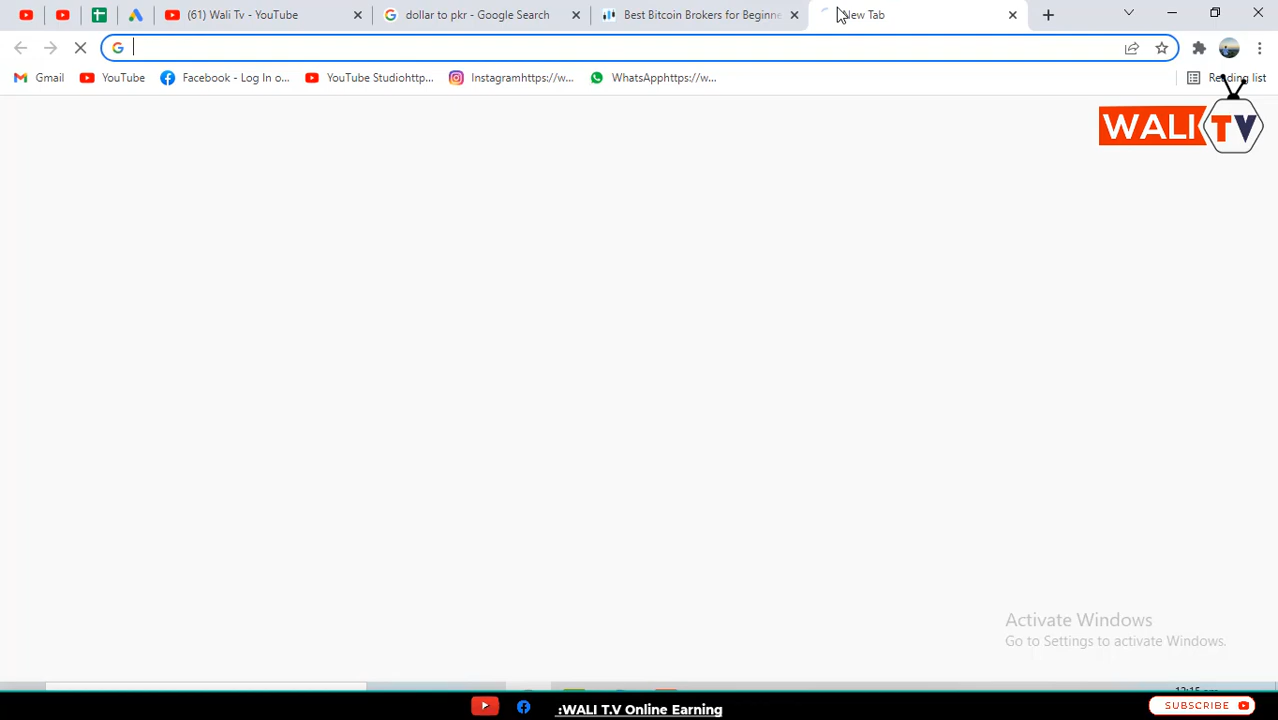 (61) Wali Tv - YouTube
dollar to pkr - Google Search
Best Bitcoin Brokers for Beginne
New Tab
Gmail
YouTube
Facebook - Log In o...
YouTube Studiohttp...
Instagramhttps://w...
WhatsApphttps://w...
Reading list
WALI TV
Activate Windows
Go to Settings to activate Windows.
:WALI T.V Online Earning
SUBSCRIBE